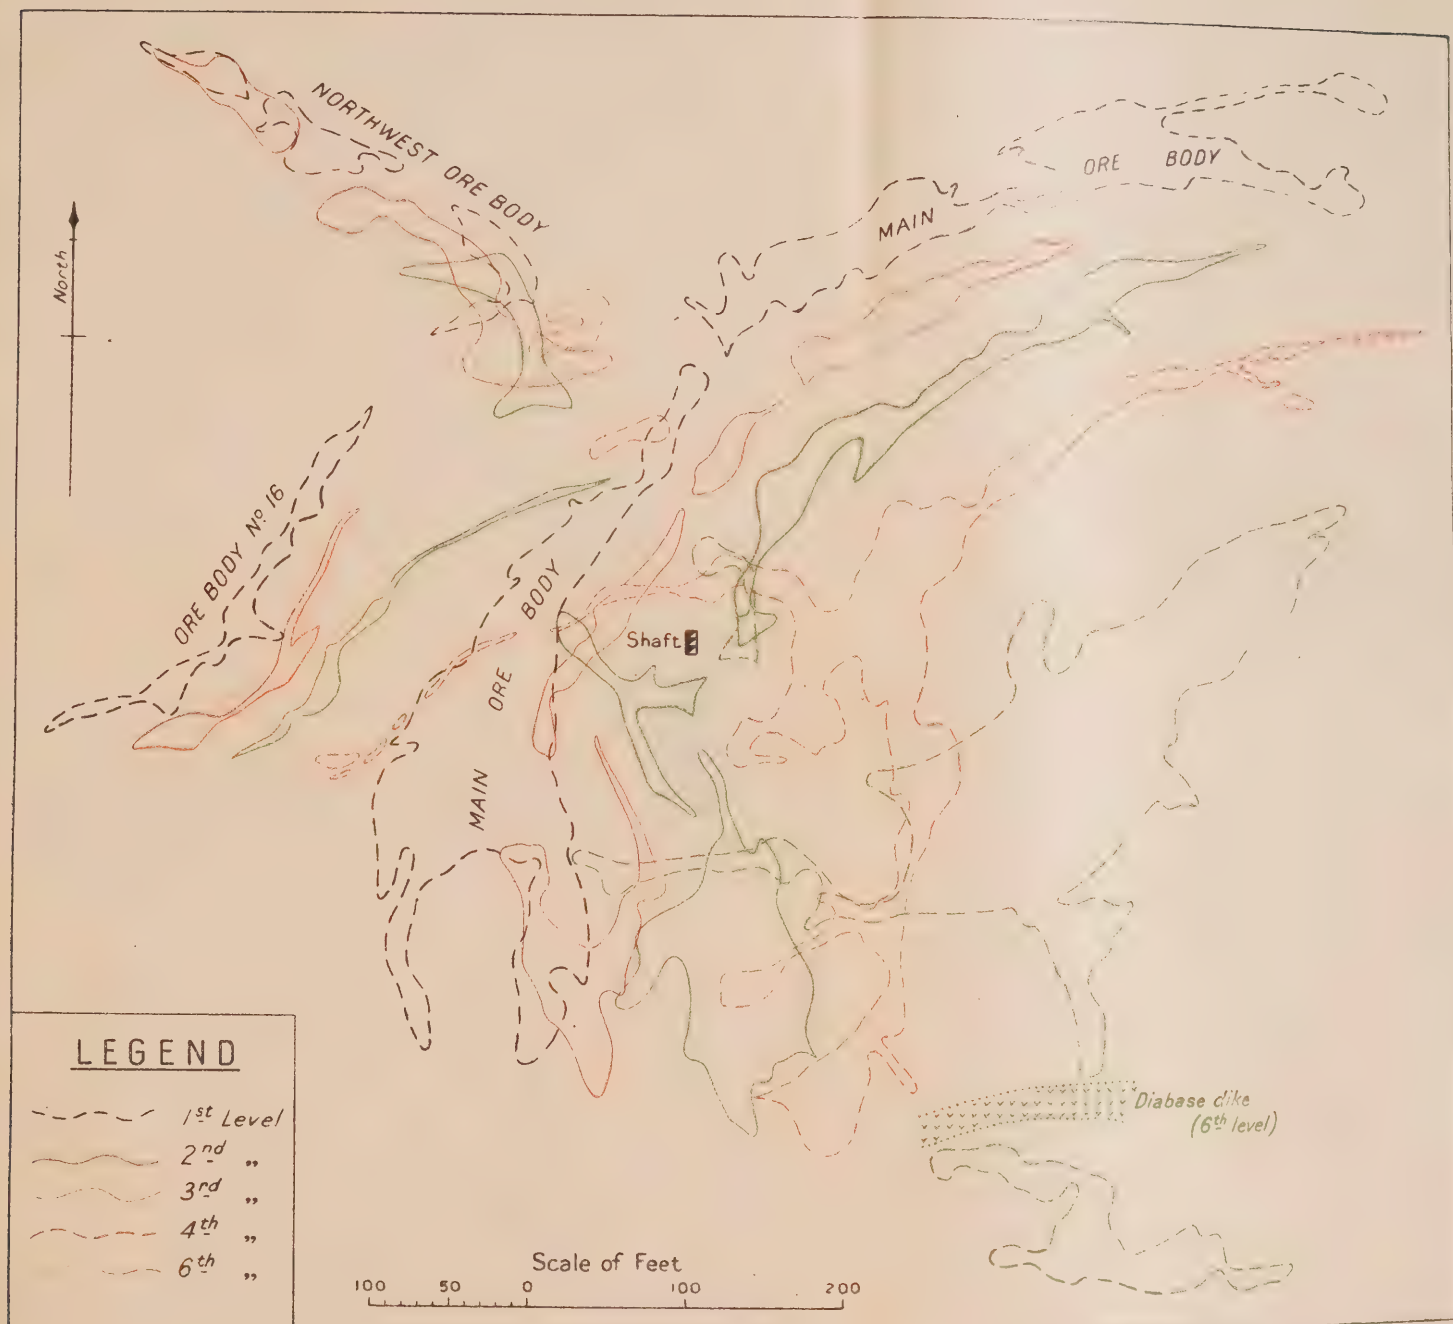 NORTHWEST ORE BODY
MAIN ORE BODY
North
ORE BODY Nº 16
MAIN ORE BODY
Shaft
LEGEND
1st Level
2nd „
3rd „
4th „
6th „
Diabase dike
(6th level)
Scale of Feet
100 50 0 100 200